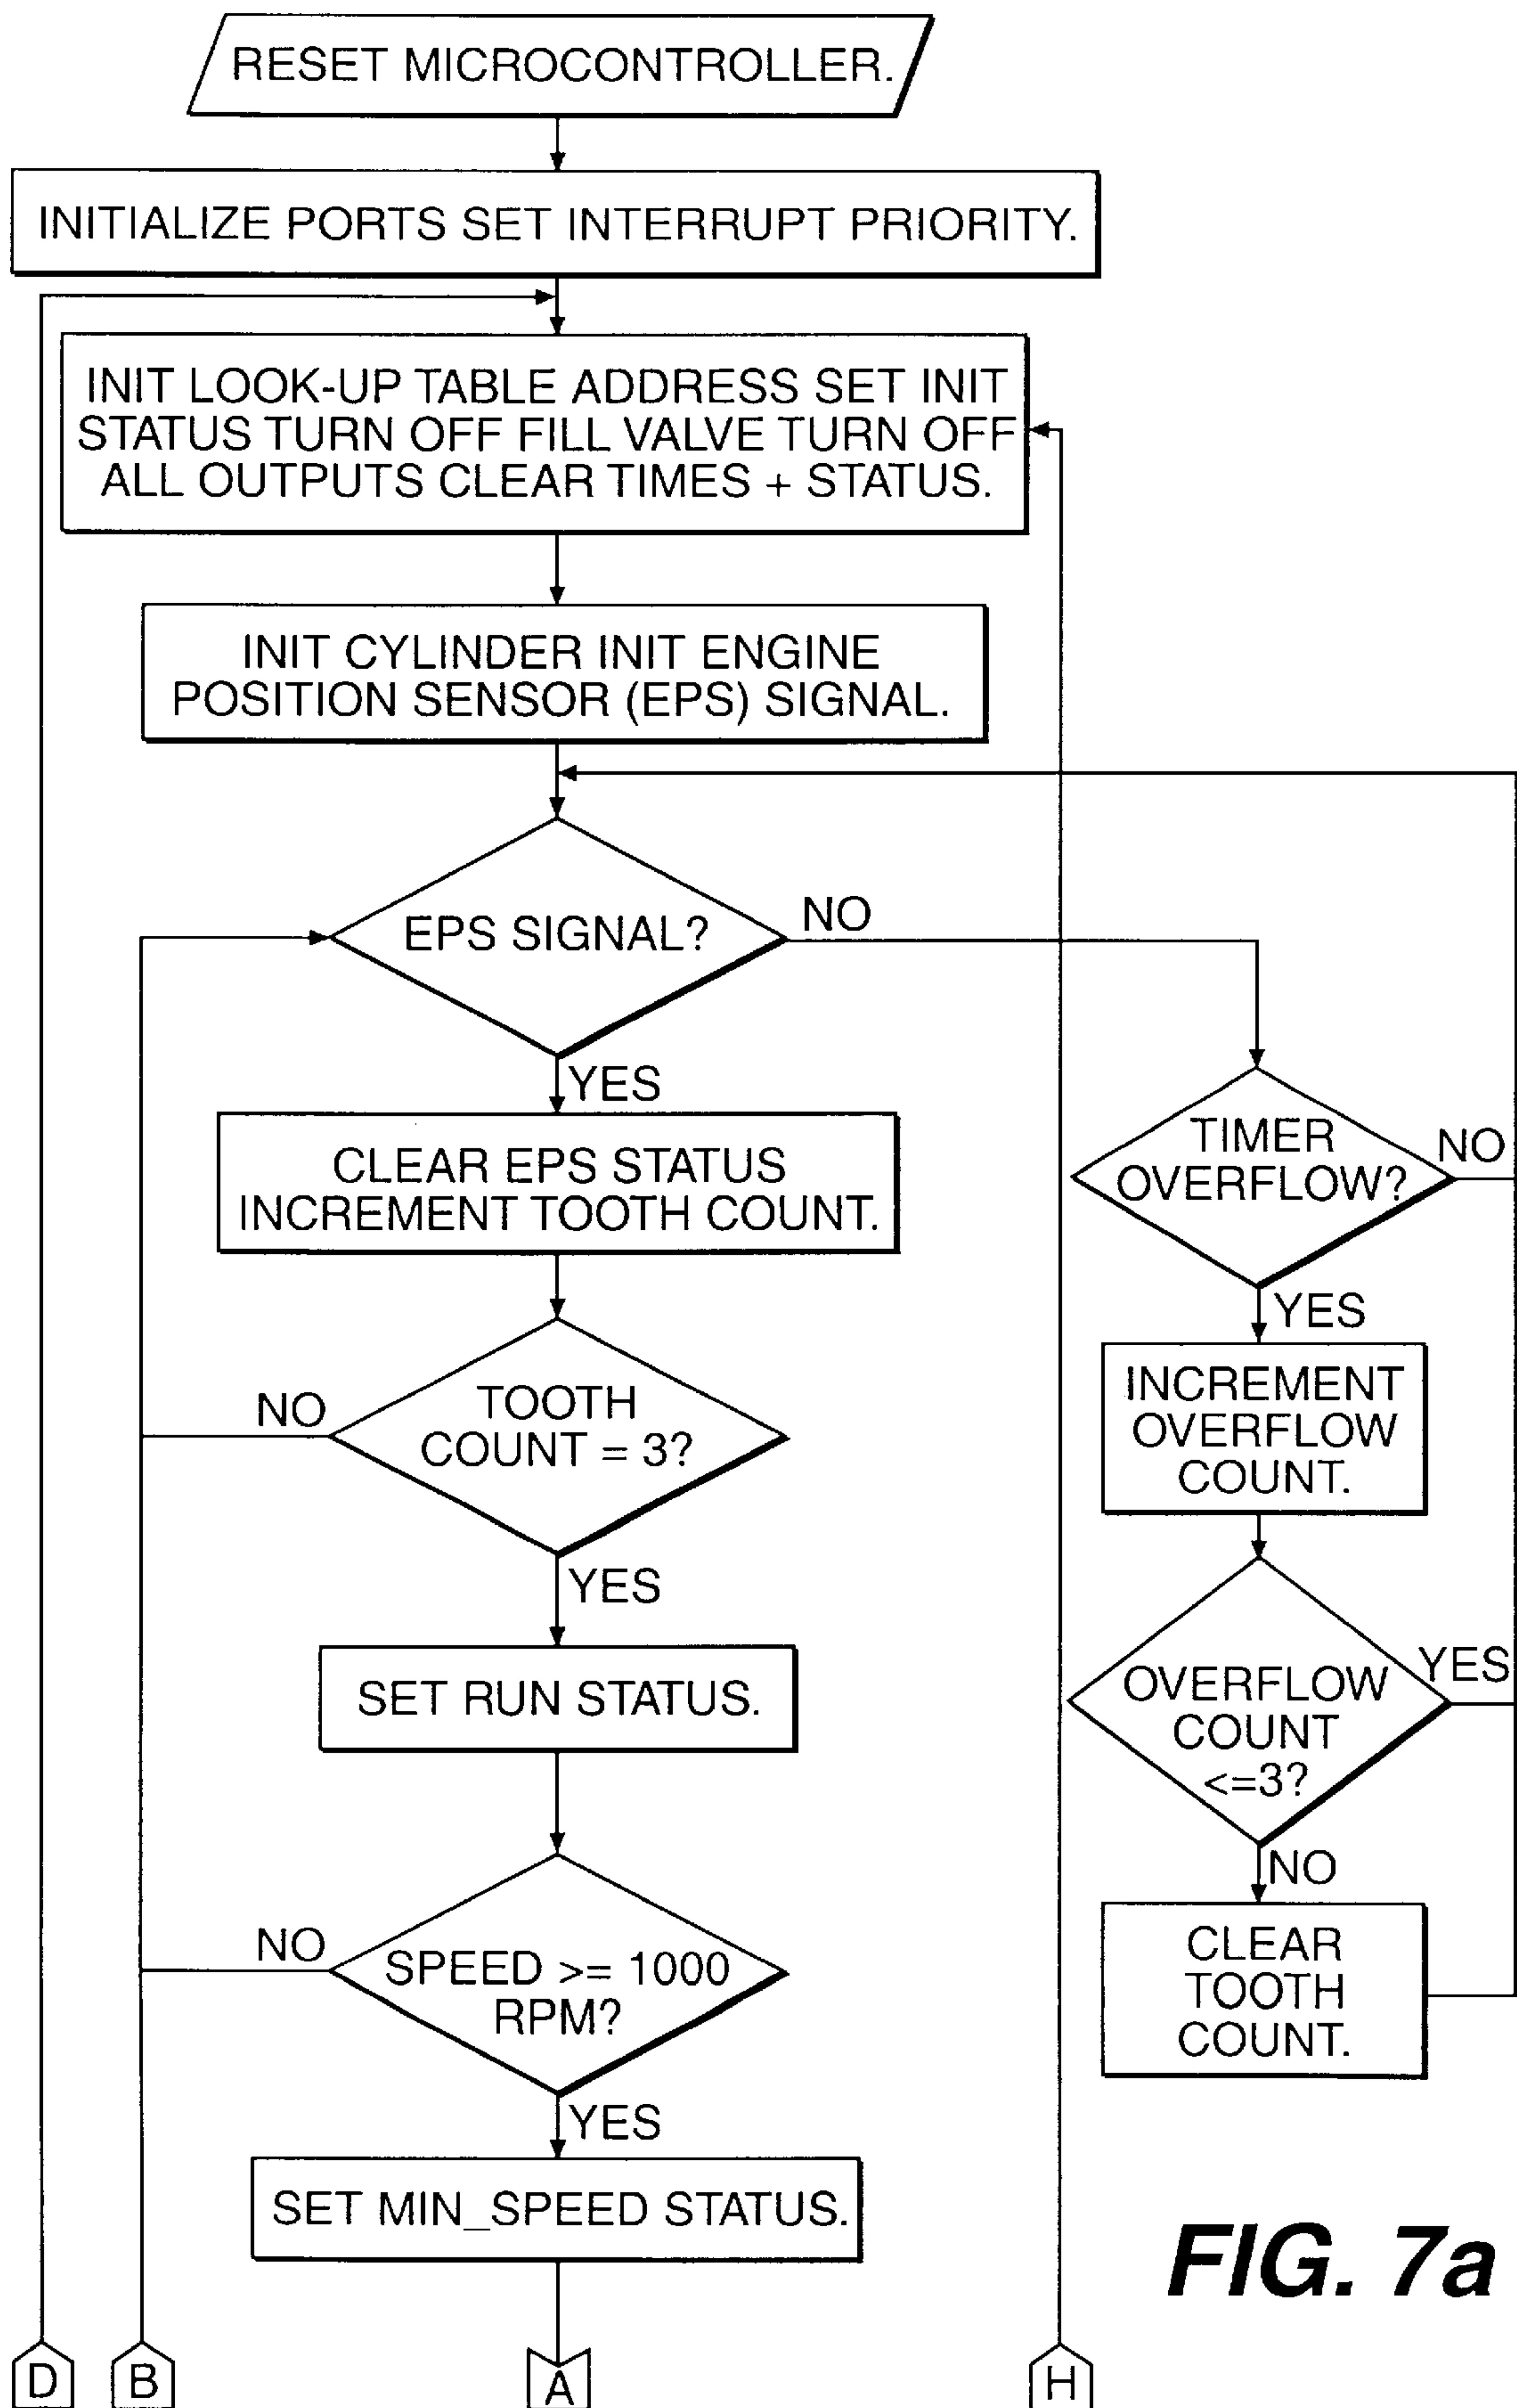 RESET MICROCONTROLLER.
INITIALIZE PORTS SET INTERRUPT PRIORITY.
INIT LOOK-UP TABLE ADDRESS SET INIT
STATUS TURN OFF FILL VALVE TURN OFF
ALL OUTPUTS CLEAR TIMES + STATUS.
INIT CYLINDER INIT ENGINE
POSITION SENSOR (EPS) SIGNAL.
EPS SIGNAL?
NO
YES
CLEAR EPS STATUS
INCREMENT TOOTH COUNT.
TOOTH
COUNT = 3?
NO
YES
SET RUN STATUS.
SPEED >= 1000
RPM?
NO
YES
SET MIN_SPEED STATUS.
TIMER
OVERFLOW?
NO
YES
INCREMENT
OVERFLOW
COUNT.
OVERFLOW
COUNT
<=3?
YES
NO
CLEAR
TOOTH
COUNT.
FIG. 7a
D
B
A
H